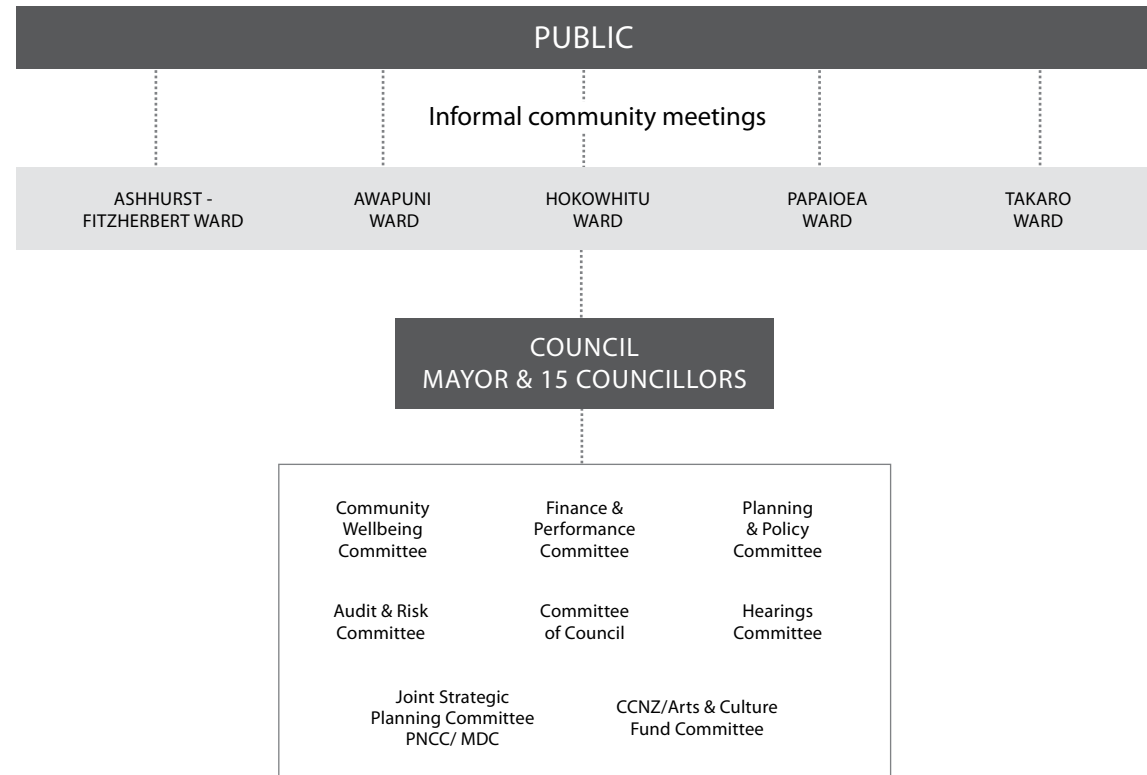 PUBLIC
Informal community meetings
ASHHURST -
FITZHERBERT WARD
AWAPUNI
WARD
HOKOWHITU
WARD
PAPAIOEA
WARD
TAKARO
WARD
COUNCIL
MAYOR & 15 COUNCILLORS
Community
Wellbeing
Committee
Finance &
Performance
Committee
Planning
& Policy
Committee
Audit & Risk
Committee
Committee
of Council
Hearings
Committee
Joint Strategic
Planning Committee
PNCC/ MDC
CCNZ/Arts & Culture
Fund Committee